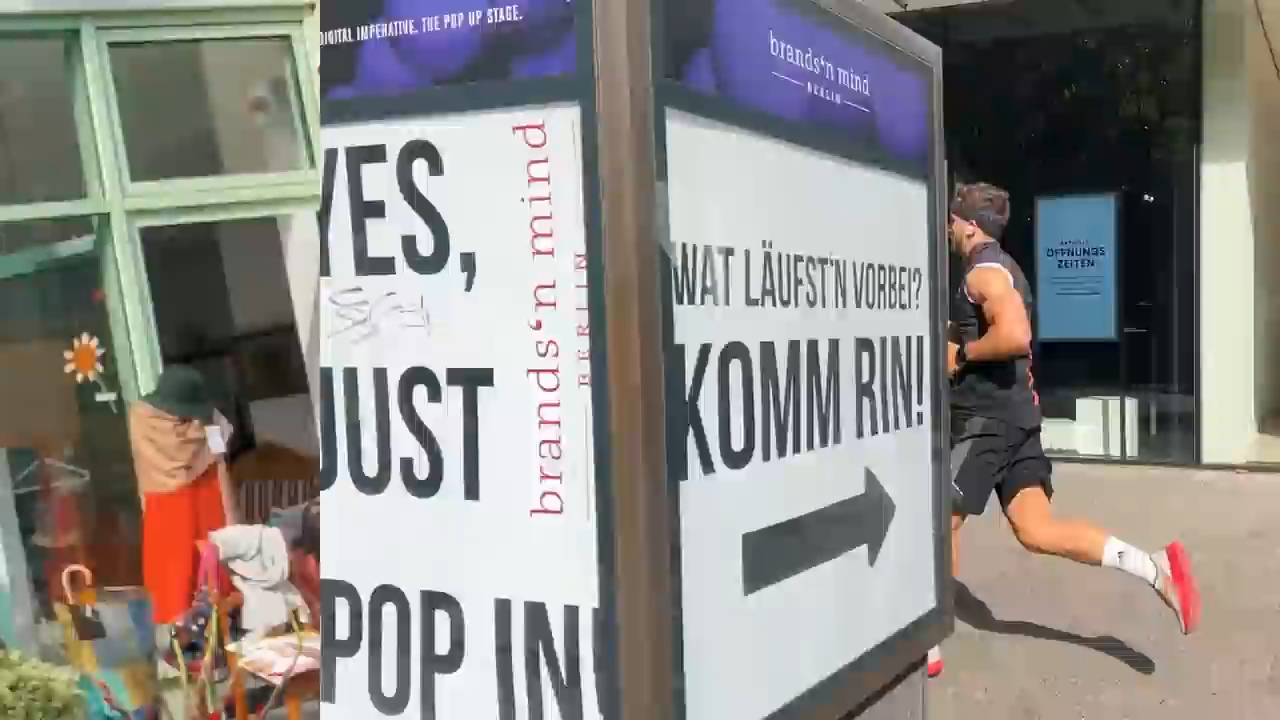 DIGITAL IMPERATIVE. THE POP UP STAGE.
YES,
JUST
POP IN!
brands‘n mind
BERLIN
brands‘n mind
BERLIN
WAT LÄUFST'N VORBEI?
KOMM RIN!
ÖFFNUNGS
ZEITEN